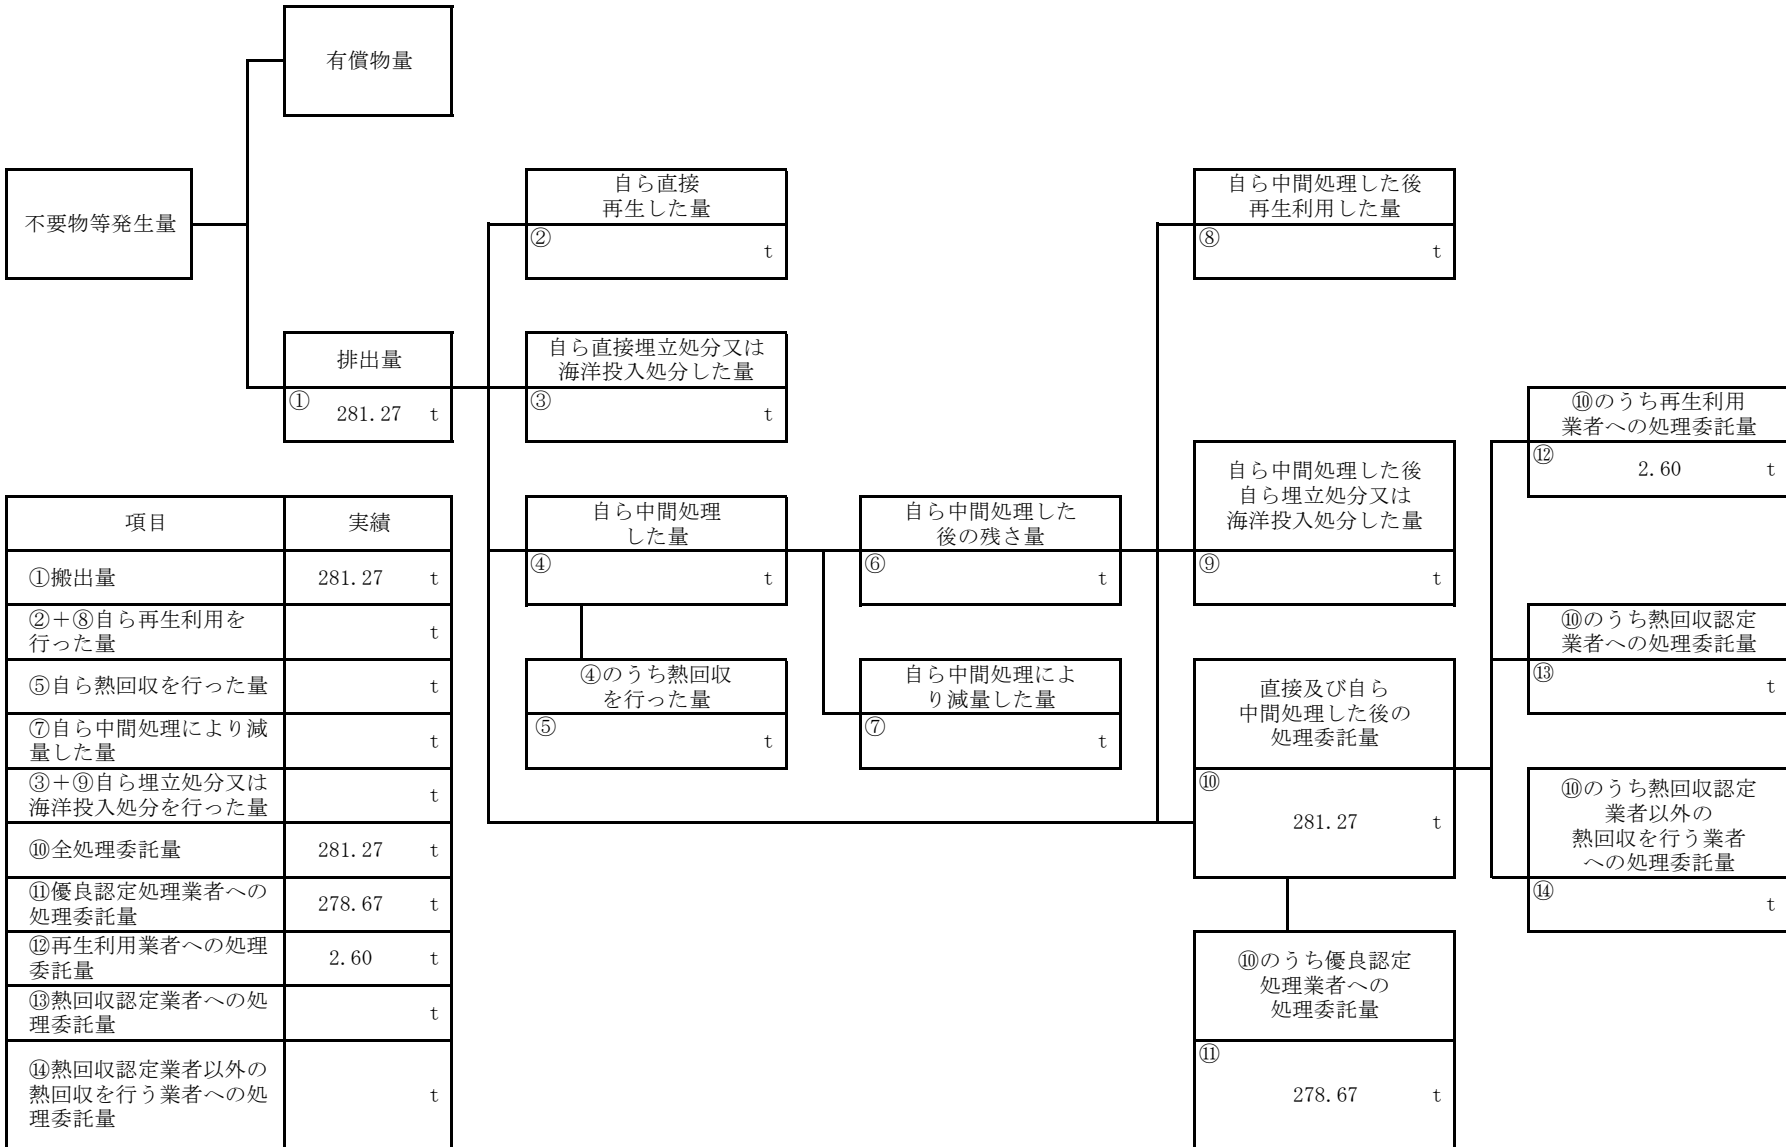 有償物量
不要物等発生量
排出量
① 281.27 t
自ら直接
再生した量
② t
自ら直接埋立処分又は
海洋投入処分した量
③ t
自ら中間処理
した量
④ t
④のうち熱回収
を行った量
⑤ t
自ら中間処理した
後の残さ量
⑥ t
自ら中間処理によ
り減量した量
⑦ t
自ら中間処理した後
再生利用した量
⑧ t
自ら中間処理した後
自ら埋立処分又は
海洋投入処分した量
⑨ t
直接及び自ら
中間処理した後の
処理委託量
⑩
281.27 t
⑩のうち優良認定
処理業者への
処理委託量
⑪
278.67 t
⑩のうち再生利用
業者への処理委託量
⑫ 2.60 t
⑩のうち熱回収認定
業者への処理委託量
⑬ t
⑩のうち熱回収認定
業者以外の
熱回収を行う業者
への処理委託量
⑭ t
項目 実績
①搬出量 281.27 t
②+⑧自ら再生利用を
行った量 t
⑤自ら熱回収を行った量 t
⑦自ら中間処理により減
量した量 t
③+⑨自ら埋立処分又は
海洋投入処分を行った量 t
⑩全処理委託量 281.27 t
⑪優良認定処理業者への
処理委託量 278.67 t
⑫再生利用業者への処理
委託量 2.60 t
⑬熱回収認定業者への処
理委託量 t
⑭熱回収認定業者以外の
熱回収を行う業者への処 t
理委託量